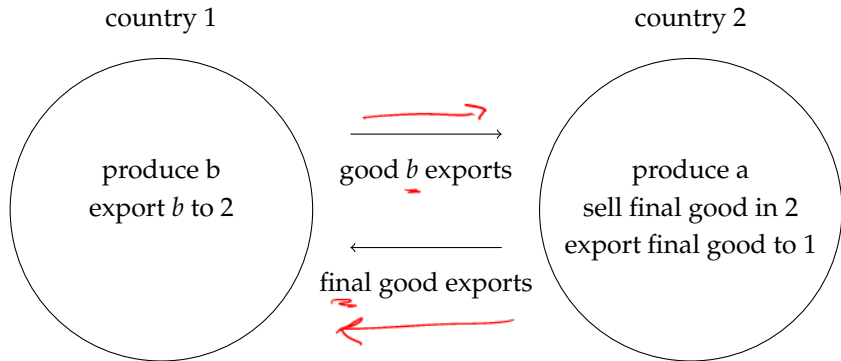 country 1
country 2
produce b
export b to 2
good b exports
final good exports
produce a
sell final good in 2
export final good to 1